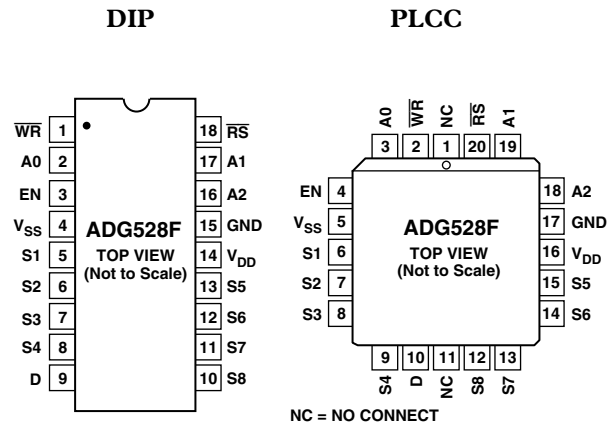 DIP
PLCC
WR 1
A0 2
EN 3
VSS 4
S1 5
S2 6
S3 7
S4 8
D 9
18 RS
17 A1
16 A2
15 GND
14 VDD
13 S5
12 S6
11 S7
10 S8
ADG528F
TOP VIEW
(Not to Scale)
A0 WR NC RS A1
3 2 1 20 19
EN 4
VSS 5
S1 6
S2 7
S3 8
18 A2
17 GND
16 VDD
15 S5
14 S6
ADG528F
TOP VIEW
(Not to Scale)
9 10 11 12 13
S4 D NC S8 S7
NC = NO CONNECT